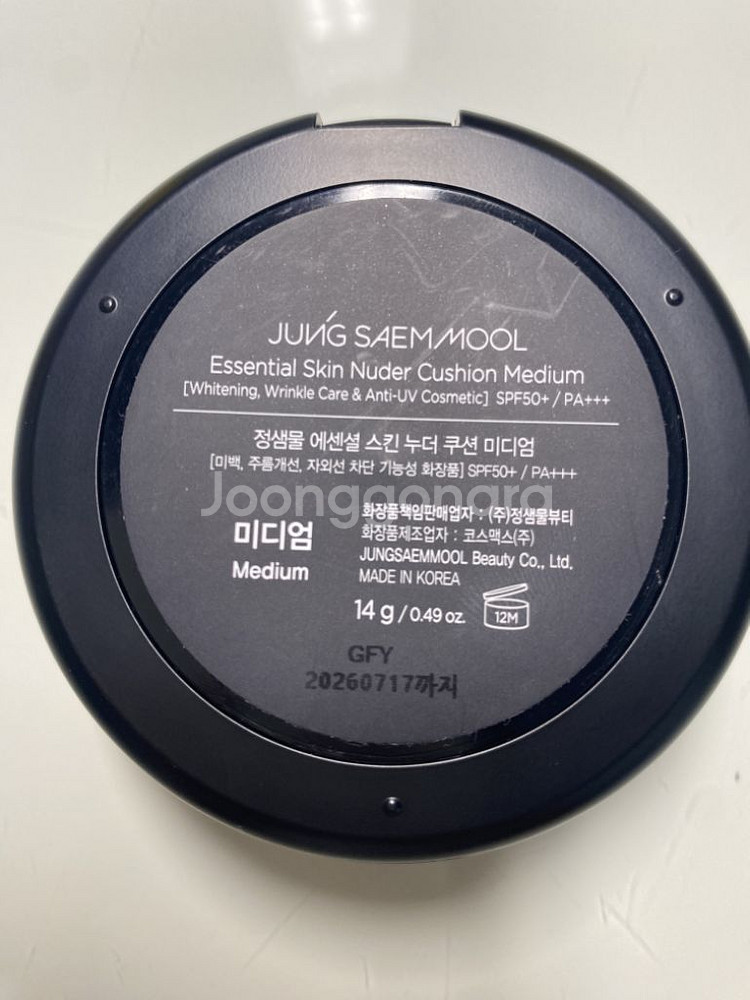 JUNG SAEM MOOL
Essential Skin Nuder Cushion Medium
[Whitening, Wrinkle Care & Anti-UV Cosmetic] SPF50+ / PA+++
정샘물 에센셜 스킨 누더 쿠션 미디엄
[미백, 주름개선, 자외선 차단 기능성 화장품] SPF50+ / PA+++
Joonggonara
미디엄
Medium
화장품책임판매업자 : (주)정샘물뷰티
화장품제조업자 : 코스맥스(주)
JUNGSAEMMOOL Beauty Co., Ltd.
MADE IN KOREA
14 g / 0.49 oz.
12M
GFY
20260717까지